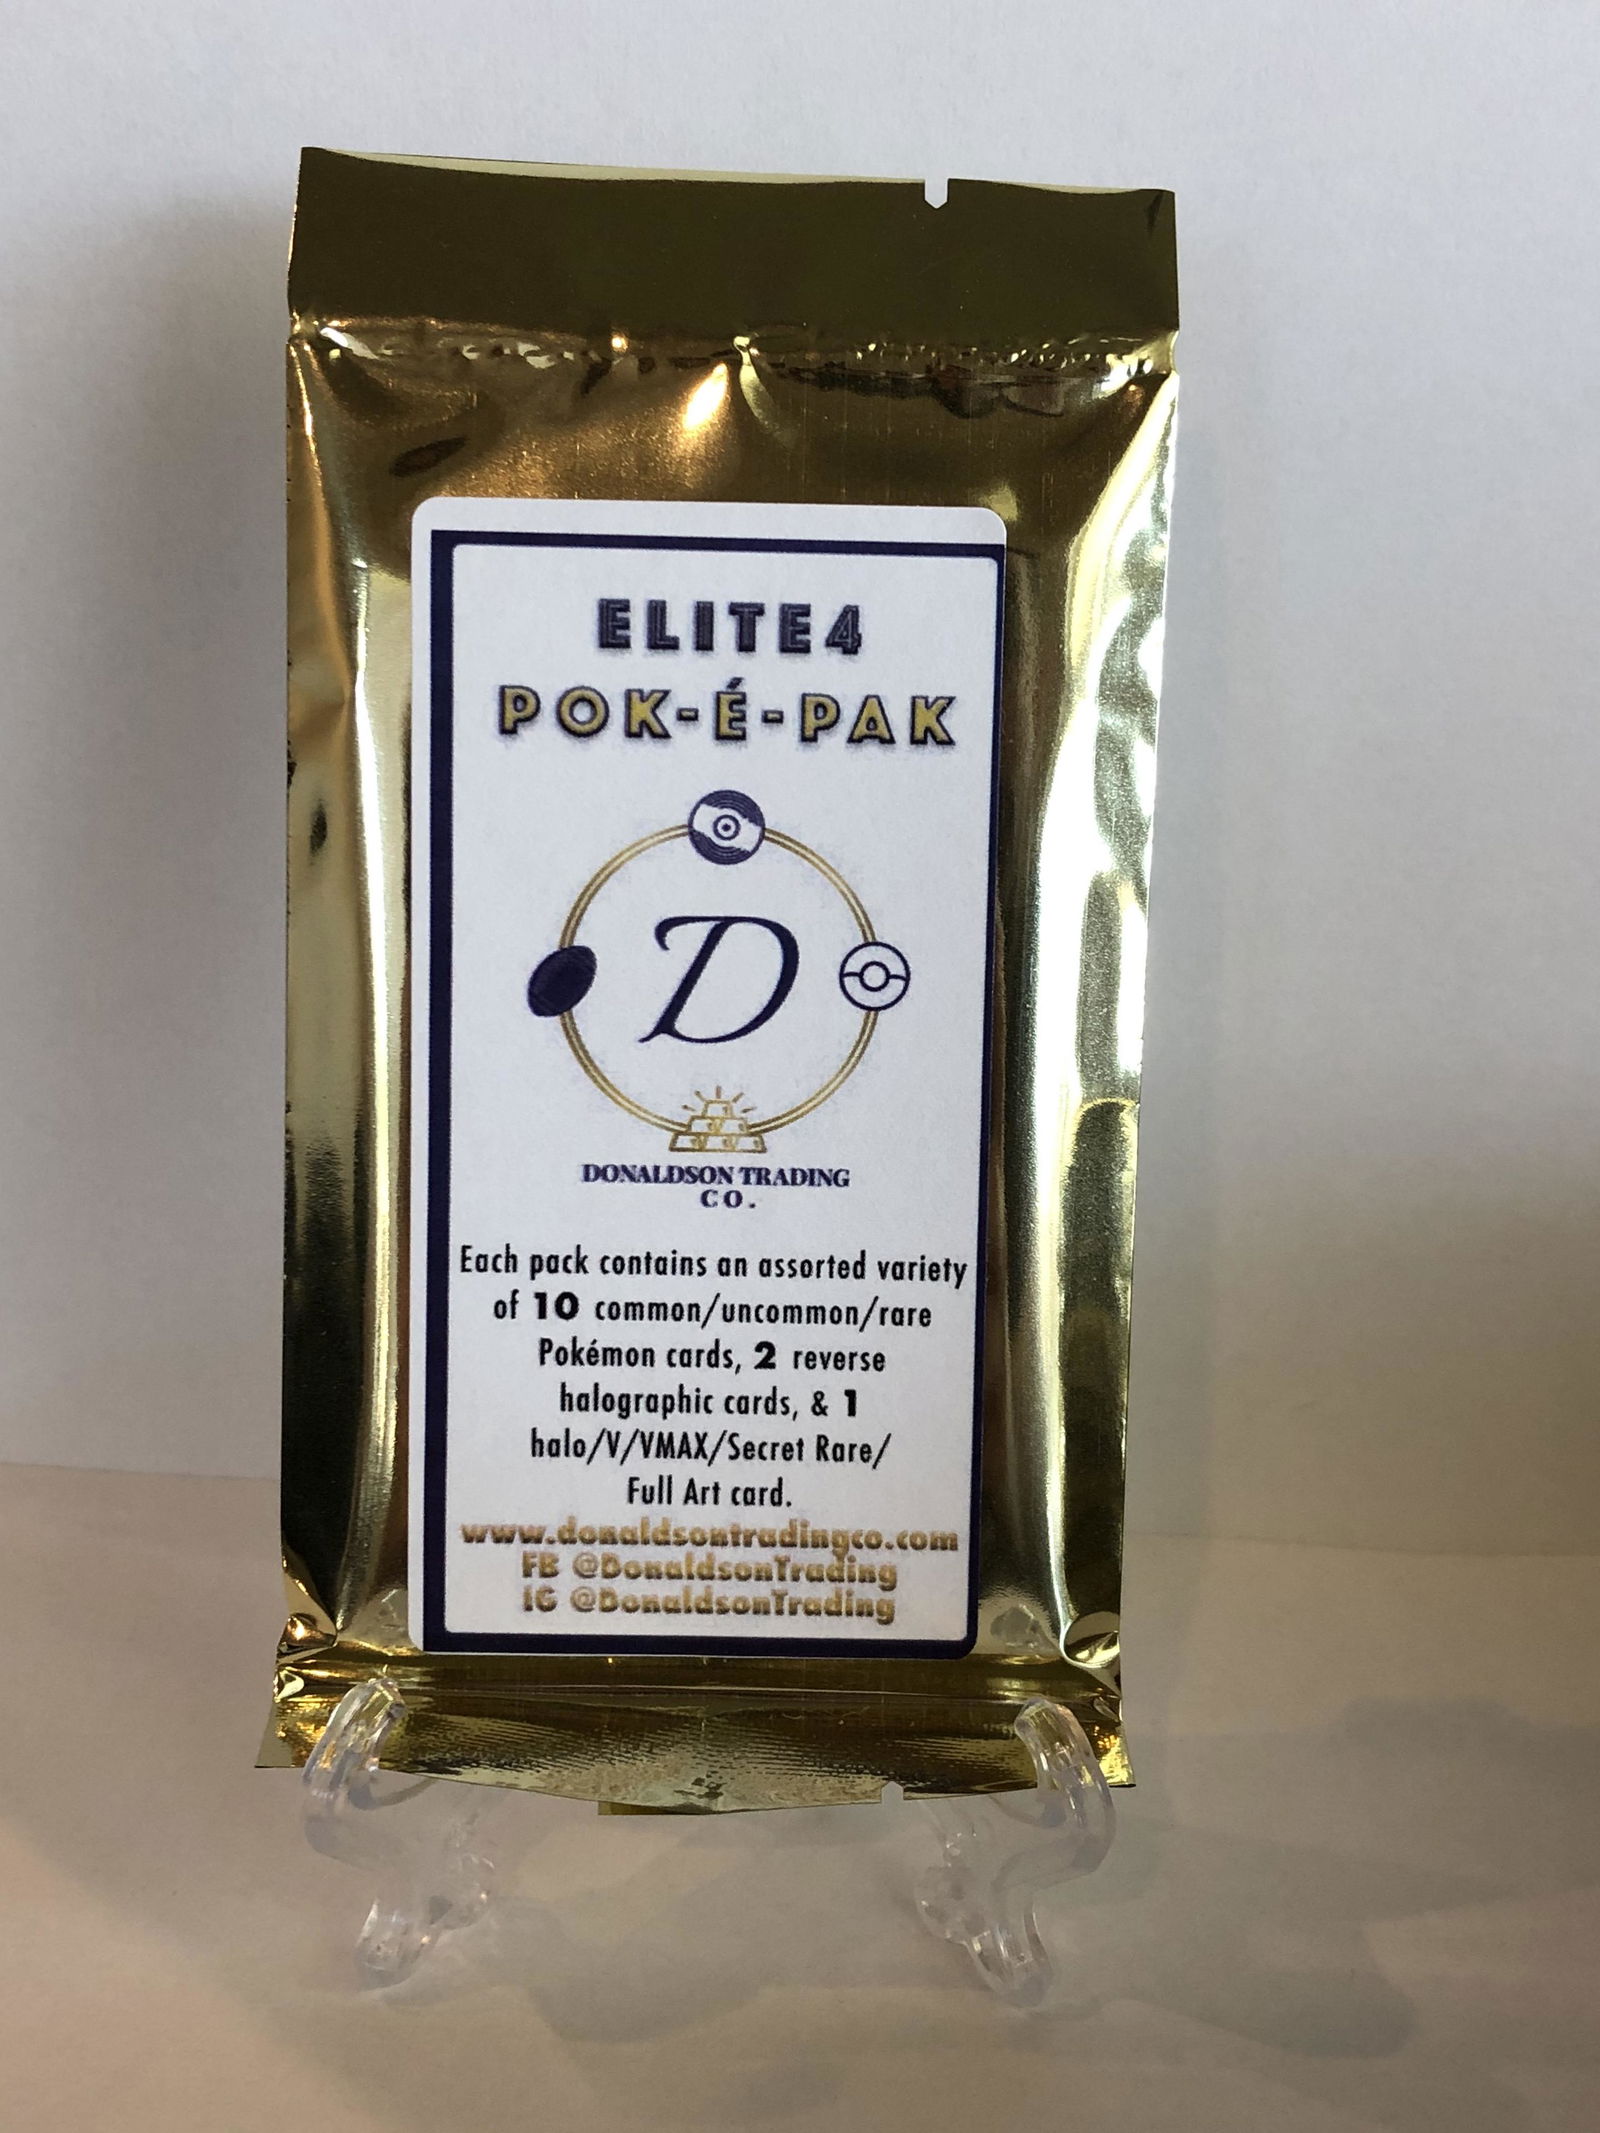 ELITE4
POK-É-PAK
D
DONALDSON TRADING
CO.
Each pack contains an assorted variety
of 10 common/uncommon/rare
Pokémon cards, 2 reverse
halographic cards, & 1
halo/V/VMAX/Secret Rare/
Full Art card.
www.donaldsontradingco.com
FB @DonaldsonTrading
IG @DonaldsonTrading